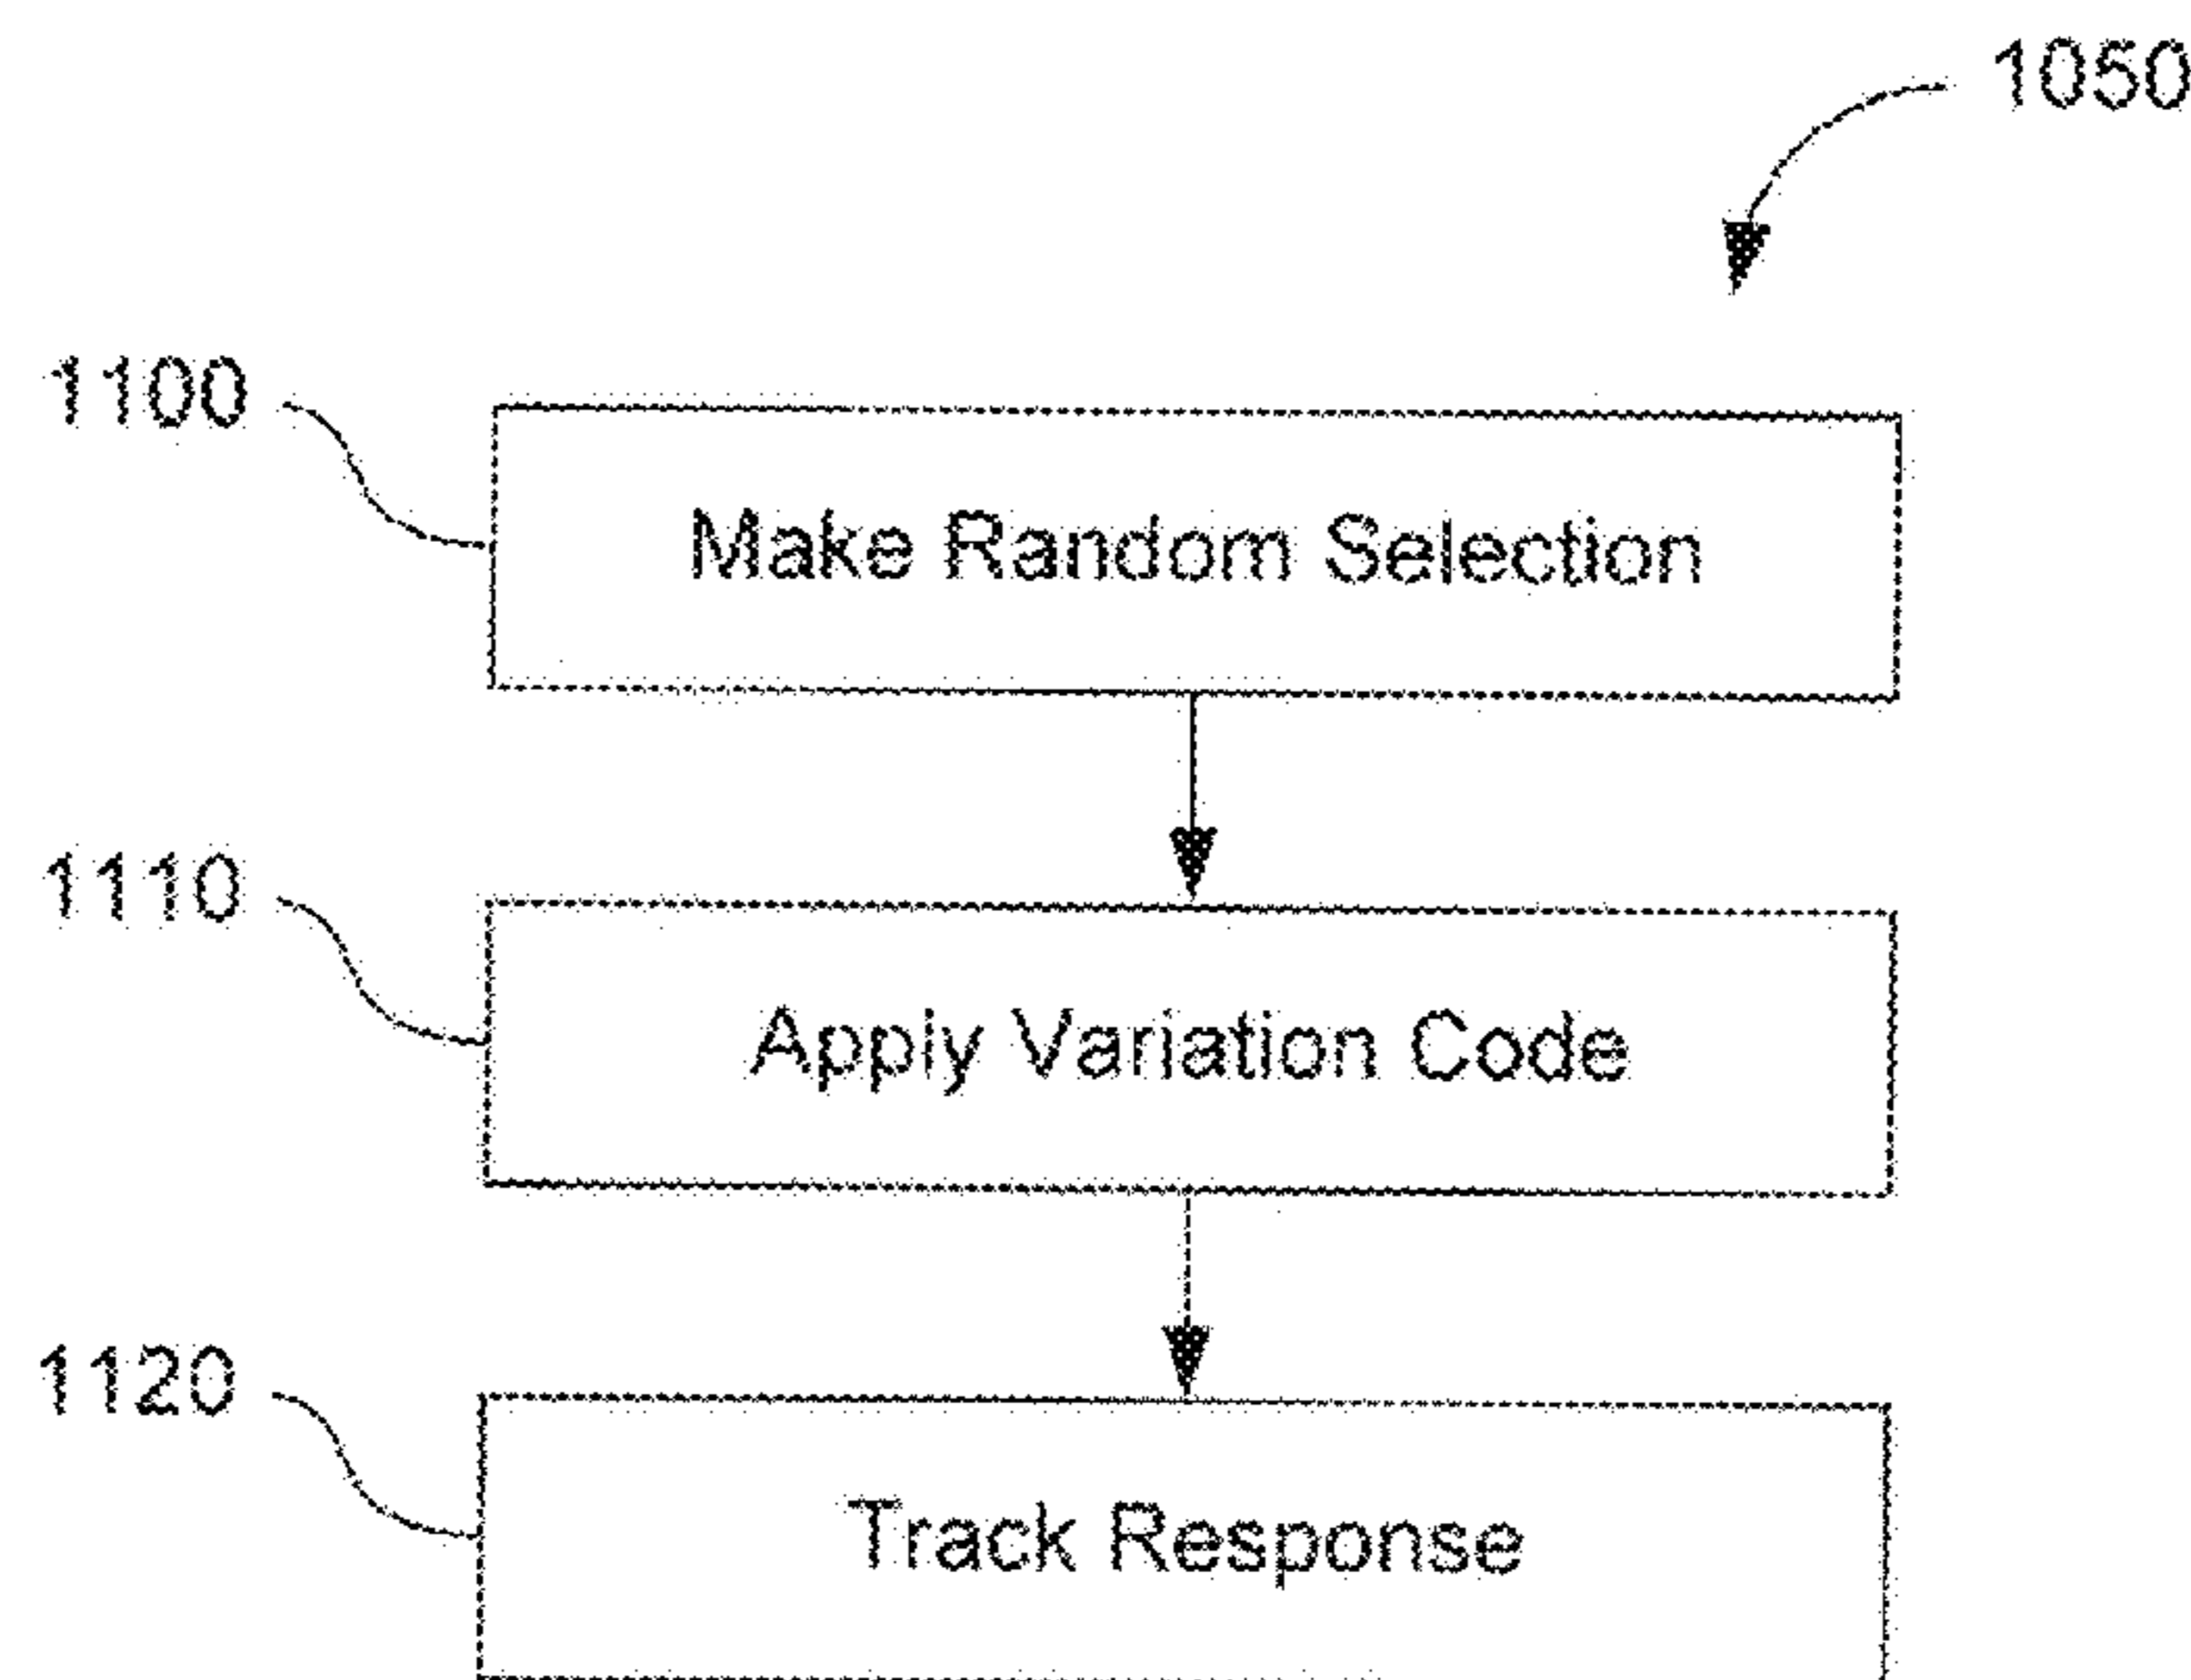 1050
1100
Make Random Selection
1110
Apply Variation Code
1120
Track Response